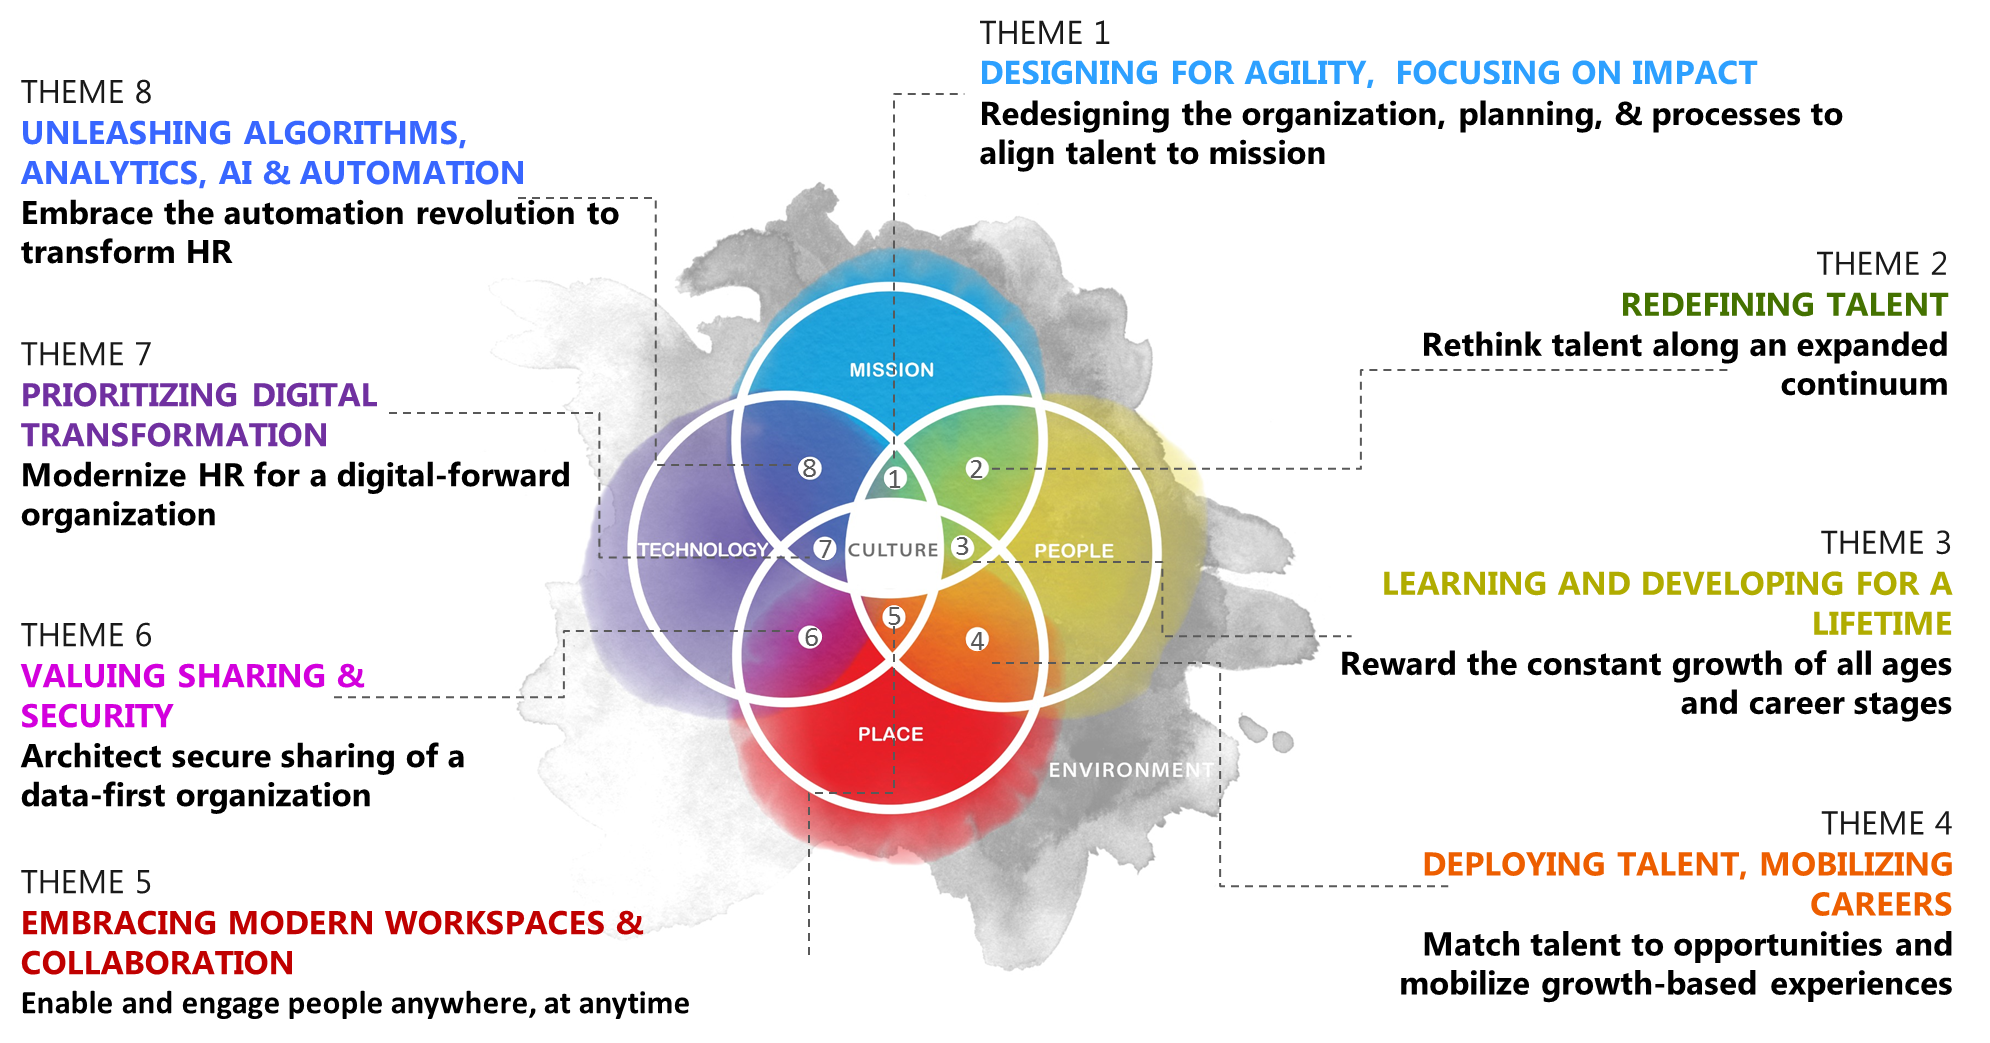 THEME 1
DESIGNING FOR AGILITY, FOCUSING ON IMPACT
Redesigning the organization, planning, & processes to
align talent to mission
THEME 8
UNLEASHING ALGORITHMS,
ANALYTICS, AI & AUTOMATION
Embrace the automation revolution to
transform HR
THEME 2
REDEFINING TALENT
Rethink talent along an expanded
continuum
THEME 7
PRIORITIZING DIGITAL
TRANSFORMATION
Modernize HR for a digital-forward
organization
MISSION
8
1
2
TECHNOLOGY
7
CULTURE
3
PEOPLE
6
5
4
PLACE
ENVIRONMENT
THEME 3
LEARNING AND DEVELOPING FOR A
LIFETIME
Reward the constant growth of all ages
and career stages
THEME 6
VALUING SHARING &
SECURITY
Architect secure sharing of a
data-first organization
THEME 4
DEPLOYING TALENT, MOBILIZING
CAREERS
Match talent to opportunities and
mobilize growth-based experiences
THEME 5
EMBRACING MODERN WORKSPACES &
COLLABORATION
Enable and engage people anywhere, at anytime